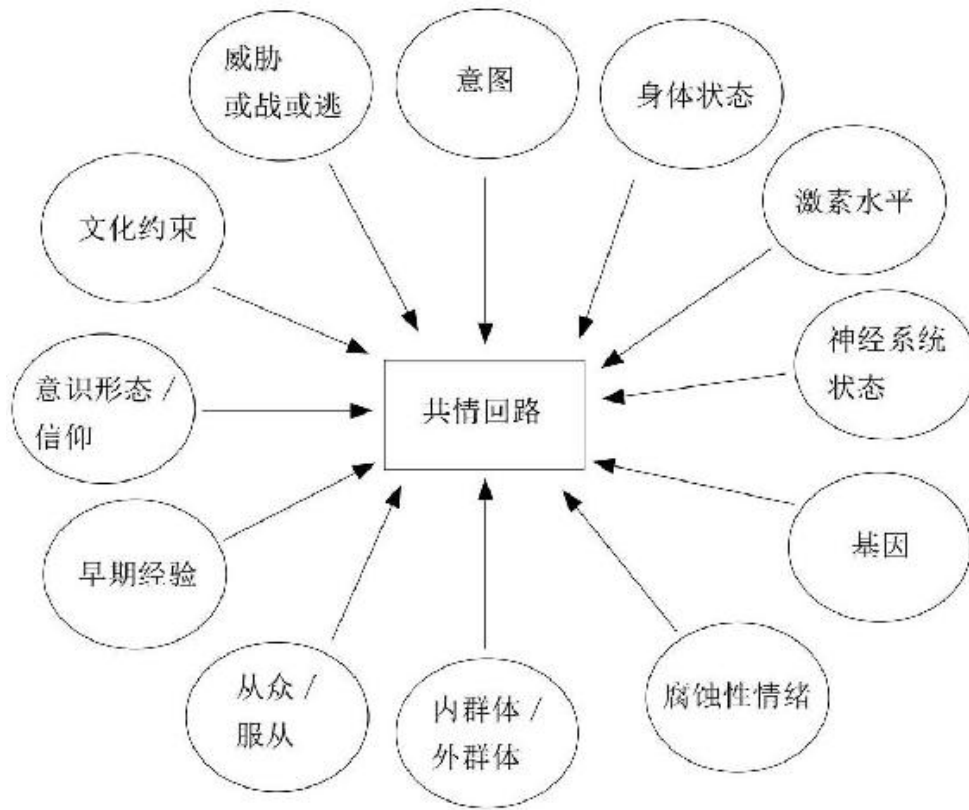 威胁
或战或逃
意图
身体状态
激素水平
文化约束
神经系统
状态
意识形态 /
信仰
共情回路
早期经验
基因
从众 /
服从
内群体 /
外群体
腐蚀性情绪